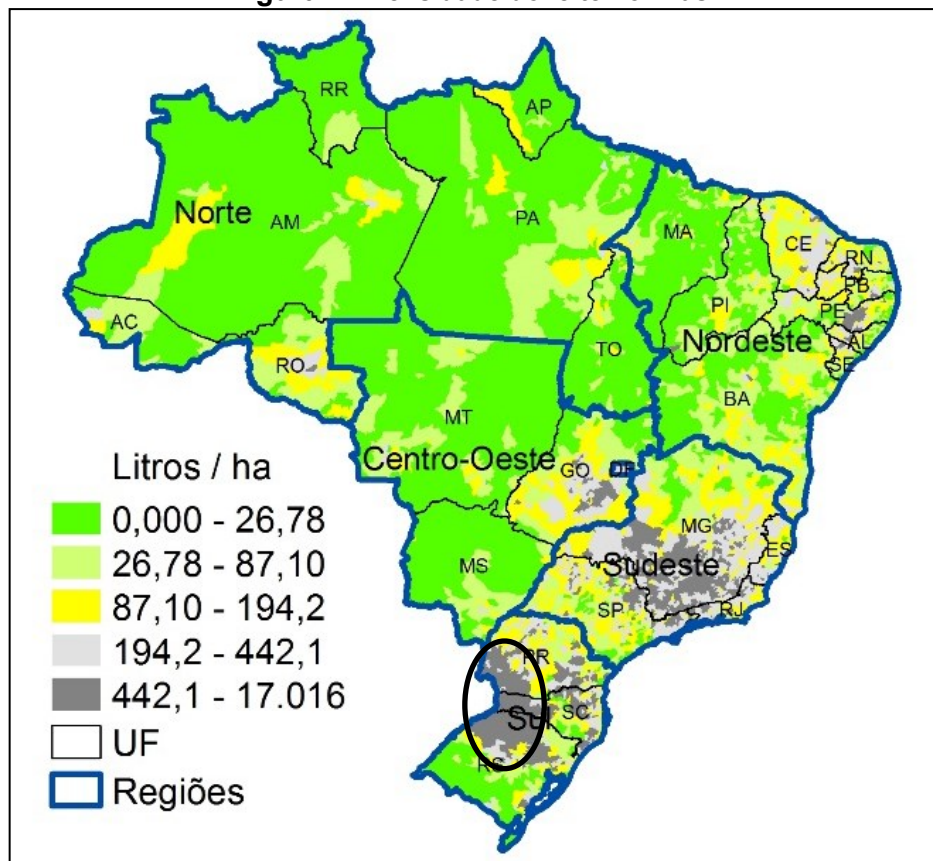 RR
AP
Norte
AM
PA
MA
CE
RN
PB
PE
AL
SE
PI
Nordeste
AC
RO
TO
BA
MT
Centro-Oeste
GO
DF
MG
ES
MS
Sudeste
SP
RJ
PR
SC
Sul
RS
Litros / ha
0,000 - 26,78
26,78 - 87,10
87,10 - 194,2
194,2 - 442,1
442,1 - 17.016
UF
Regiões